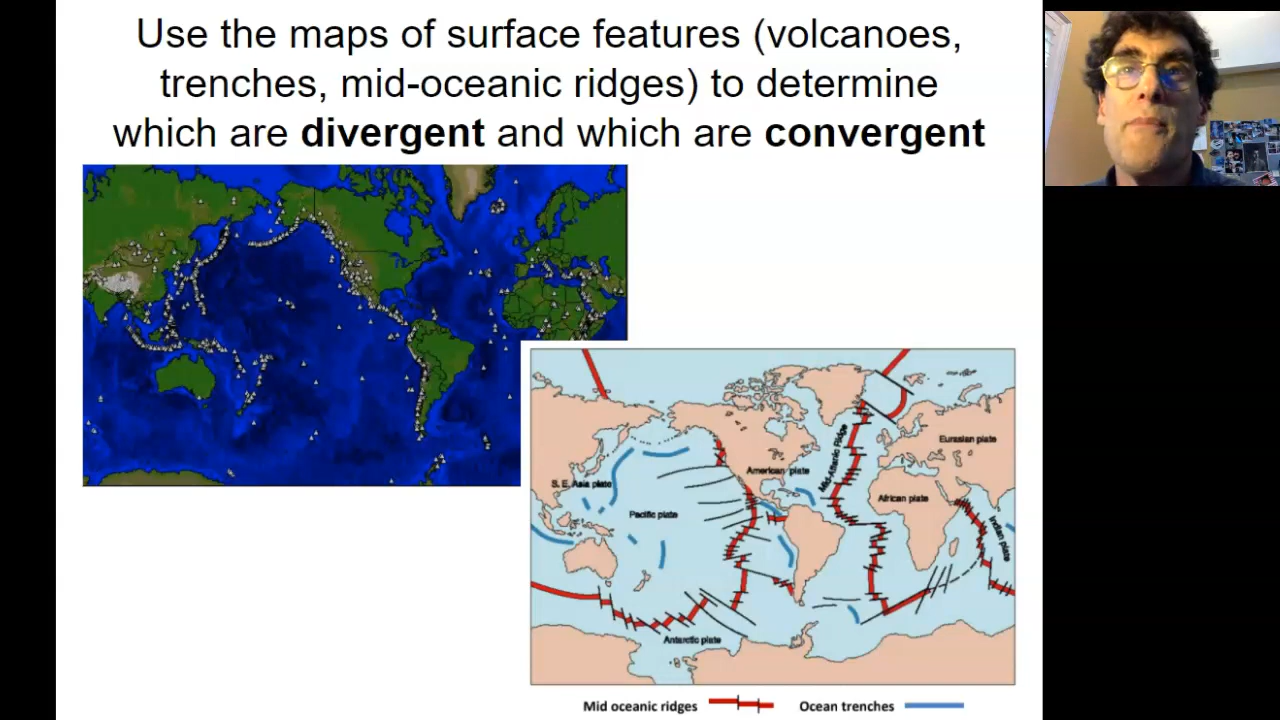 Use the maps of surface features (volcanoes,
trenches, mid-oceanic ridges) to determine
which are divergent and which are convergent
Mid-Atlantic Ridge
Eurasian plate
American plate
S. E. Asia plate
African plate
Pacific plate
Indian plate
Antarctic plate
Mid oceanic ridges
Ocean trenches